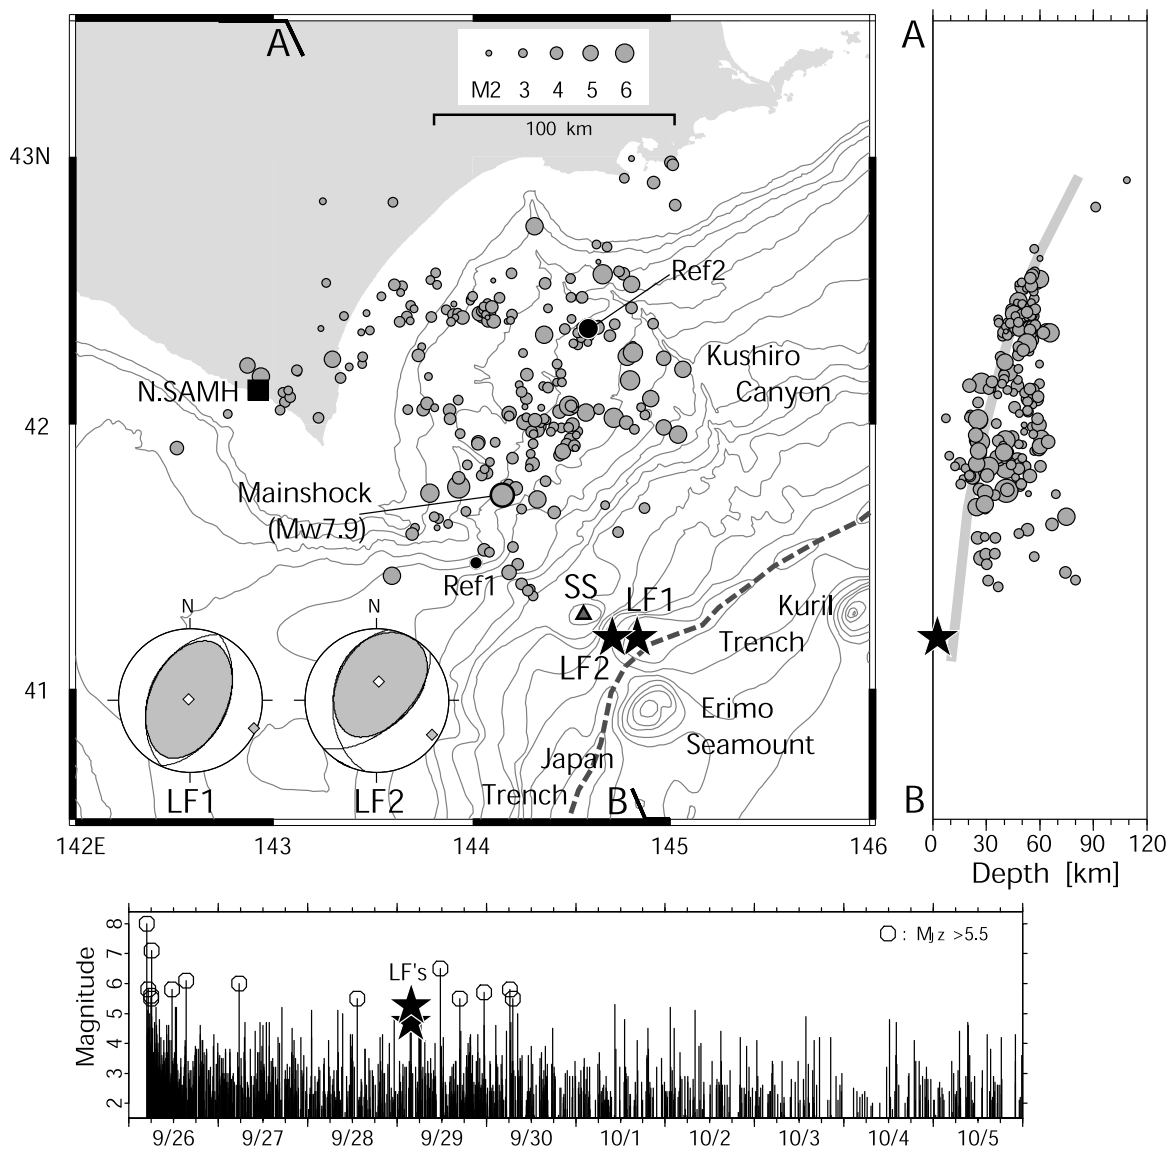 A
M2 3 4 5 6
100 km
43N
Ref2
Kushiro
Canyon
N.SAMH
42
Mainshock
(Mw7.9)
Ref1
SS
LF1
Kuril
Trench
LF2
N
N
41
Erimo
Seamount
Japan
Trench
LF1
LF2
B
142E 143 144 145 146
A
B
0 30 60 90 120
Depth [km]
Magnitude
8
7
6
5
4
3
2
LF's
: MJz >5.5
9/26 9/27 9/28 9/29 9/30 10/1 10/2 10/3 10/4 10/5